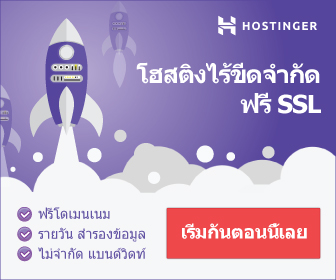 HOSTINGER
โฮสติงไร้ขีดจำกัด
ฟรี SSL
ฟรีโดเมนเนม
รายวัน สำรองข้อมูล
ไม่จำกัด แบนด์วิดท์
เริ่มกันตอนนี้เลย